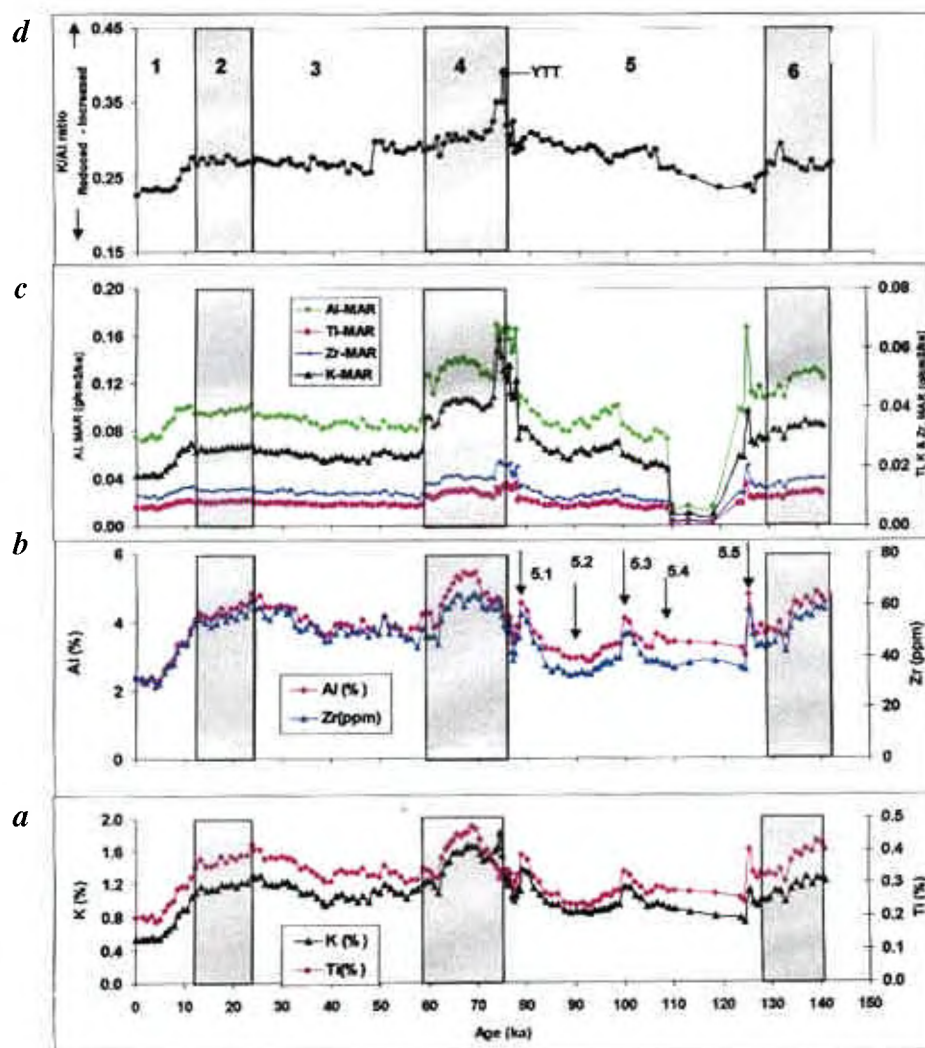 d
0.45
0.35
0.25
0.15
K/Al ratio
Reduced - Increased
1 2 3 4 5 6
YTT
c
0.20
0.16
0.12
0.08
0.04
0.00
Al-MAR
Ti-MAR
Zr-MAR
K-MAR
0.08
0.06
0.04
0.02
0.00
b
6
4
2
0
Al (%)
Al (%)
Zr(ppm)
5.1
5.2
5.3
5.4
5.5
80
60
40
20
0
Zr (ppm)
a
2.0
1.6
1.2
0.8
0.4
0.0
K (%)
K (%)
Ti(%)
0.5
0.4
0.3
0.2
0.1
0.0
Ti(%)
0 10 20 30 40 50 60 70 80 90 100 110 120 130 140 150
Age (ka)